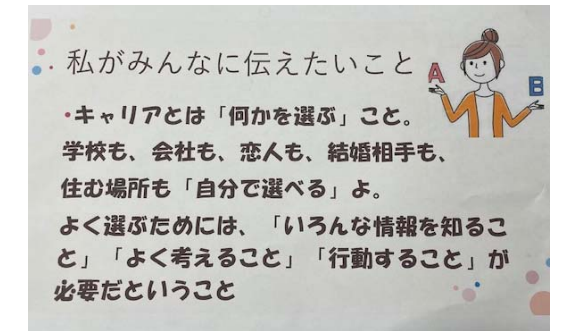 私がみんなに伝えたいこと
A
B
・キャリアとは「何かを選ぶ」こと。
学校も、会社も、恋人も、結婚相手も、
住む場所も「自分で選べる」よ。
よく選ぶためには、「いろんな情報を知るこ
と」「よく考えること」「行動すること」が
必要だということ